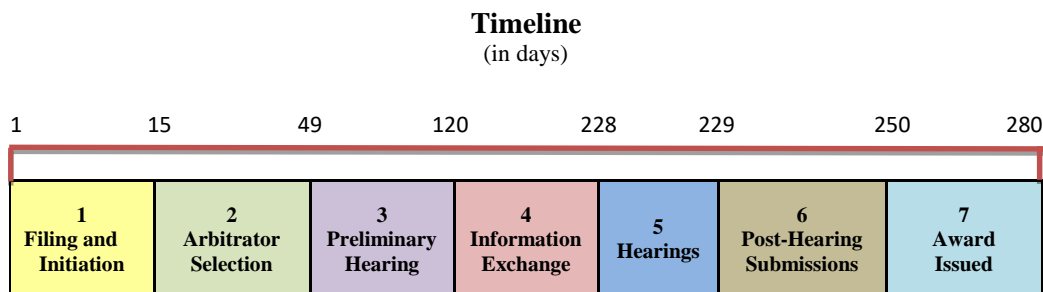 Timeline
(in days)
1 15 49 120 228 229 250 280
1
Filing and
Initiation
2
Arbitrator
Selection
3
Preliminary
Hearing
4
Information
Exchange
5
Hearings
6
Post-Hearing
Submissions
7
Award
Issued